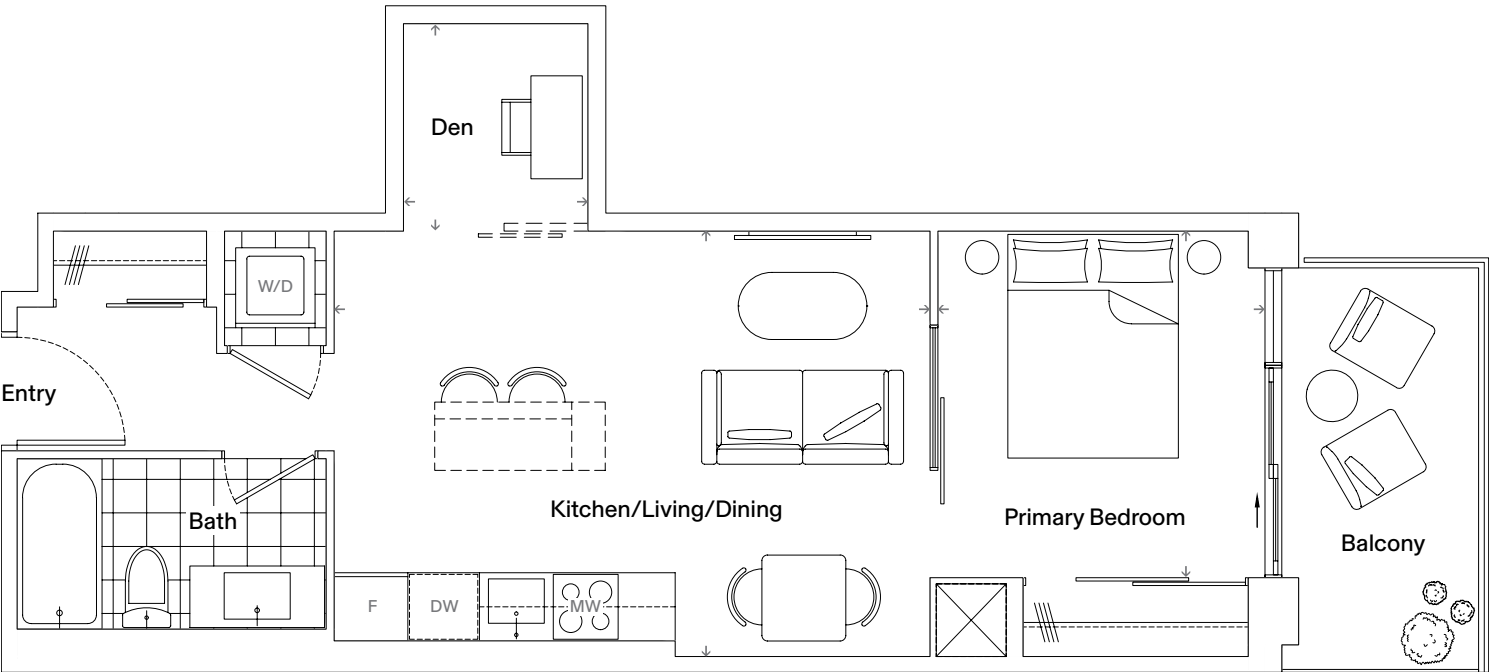 Den
W/D
Entry
Kitchen/Living/Dining
Primary Bedroom
Bath
Balcony
F
DW
MW